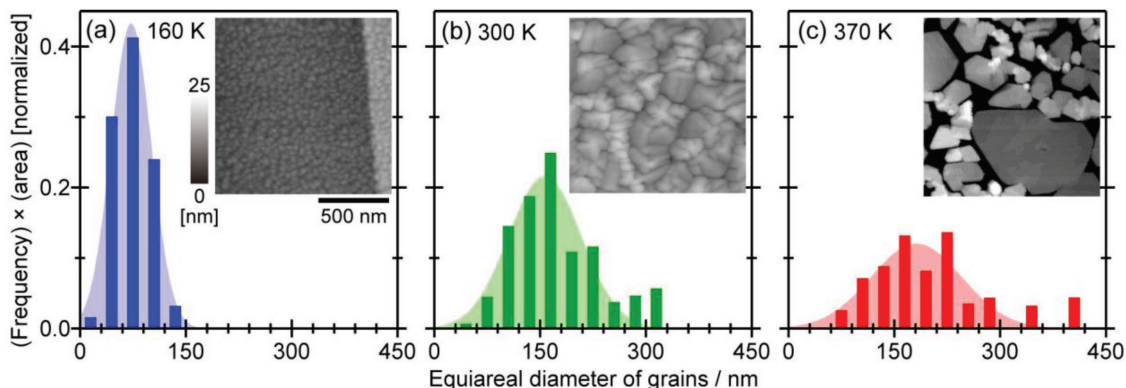 (Frequency) × (area) [normalized]
0.4
0.2
0.0
(a) 160 K
25
0
[nm]
500 nm
(b) 300 K
(c) 370 K
0 150 300 450
0 150 300 450
0 150 300 450
Equiareal diameter of grains / nm